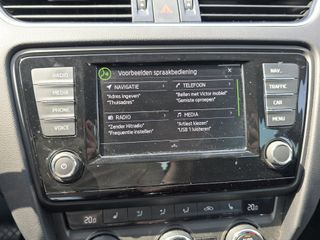 Voorbeelden spraakbediening
NAVIGATIE
"Adres ingeven"
"Thuisadres"
TELEFOON
"Bellen met Victor mobiel"
"Gemiste oproepen"
RADIO
"Zender Hitradio"
"Frequentie instellen"
MEDIA
"Artiest kiezen"
"USB 1 luisteren"
RADIO
MEDIA
PHONE
VOICE
NAV
TRAFFIC
CAR
MENU
20.0
20.0